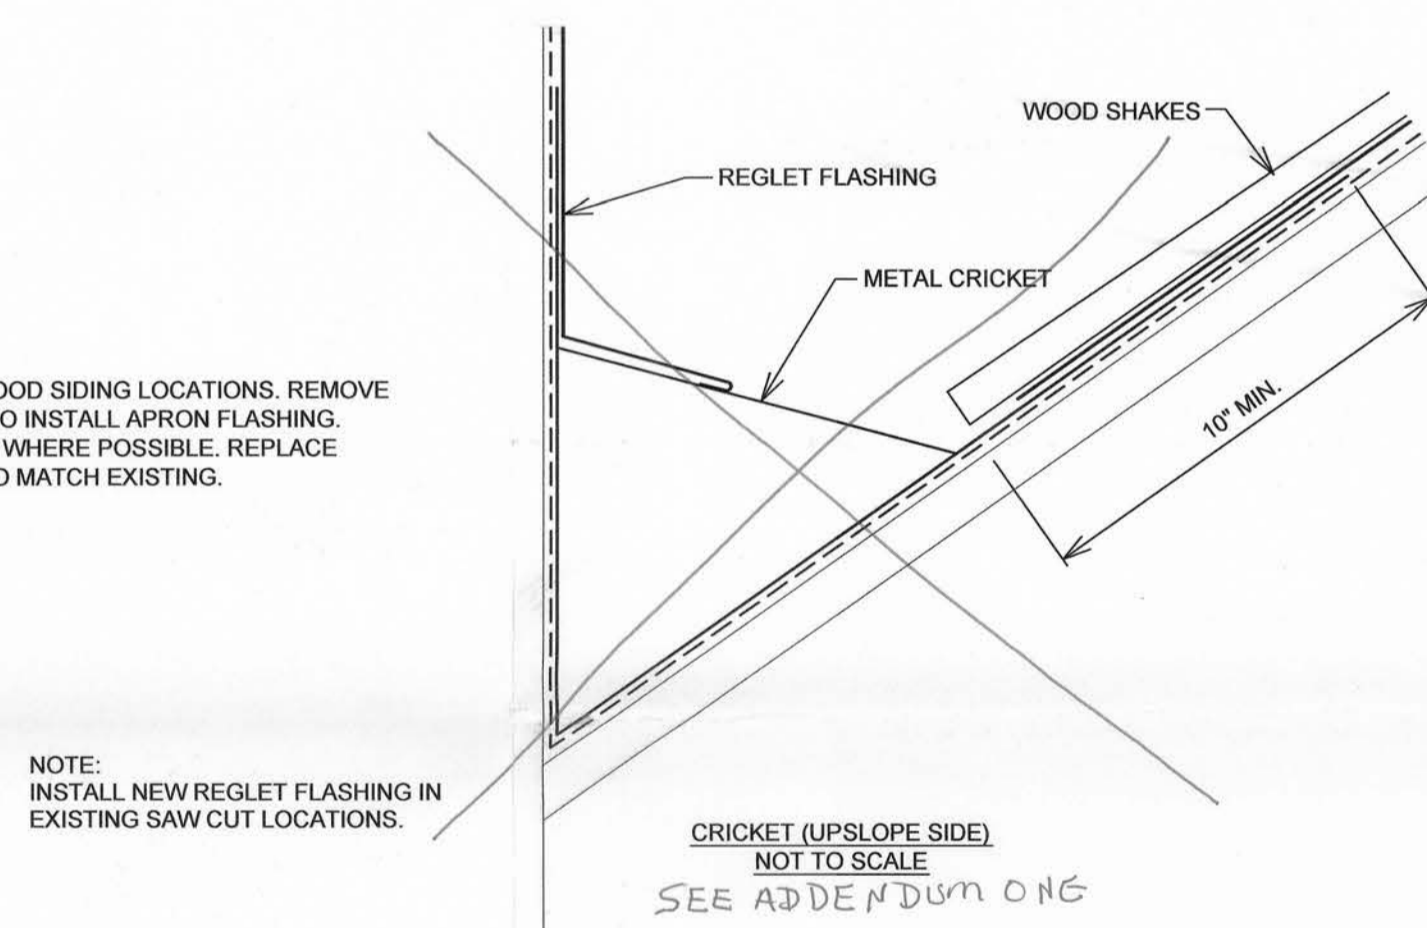 WOOD SHAKES
REGLET FLASHING
METAL CRICKET
OOD SIDING LOCATIONS. REMOVE
O INSTALL APRON FLASHING.
WHERE POSSIBLE. REPLACE
O MATCH EXISTING.
10" MIN.
NOTE:
INSTALL NEW REGLET FLASHING IN
EXISTING SAW CUT LOCATIONS.
CRICKET (UPSLOPE SIDE)
NOT TO SCALE
SEE ADDENDUM ONE